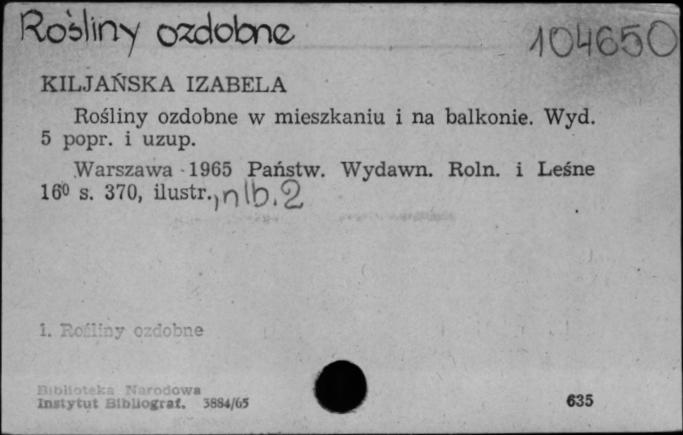 Rośliny ozdobne
104650
KILJAŃSKA IZABELA
Rośliny ozdobne w mieszkaniu i na balkonie. Wyd.
5 popr. i uzup.
Warszawa 1965 Państw. Wydawn. Roln. i Leśne
16⁰ s. 370, ilustr., nlb. 2
1. Rośliny ozdobne
Biblioteka Narodowa
Instytut Bibliograf. 3884/65
635